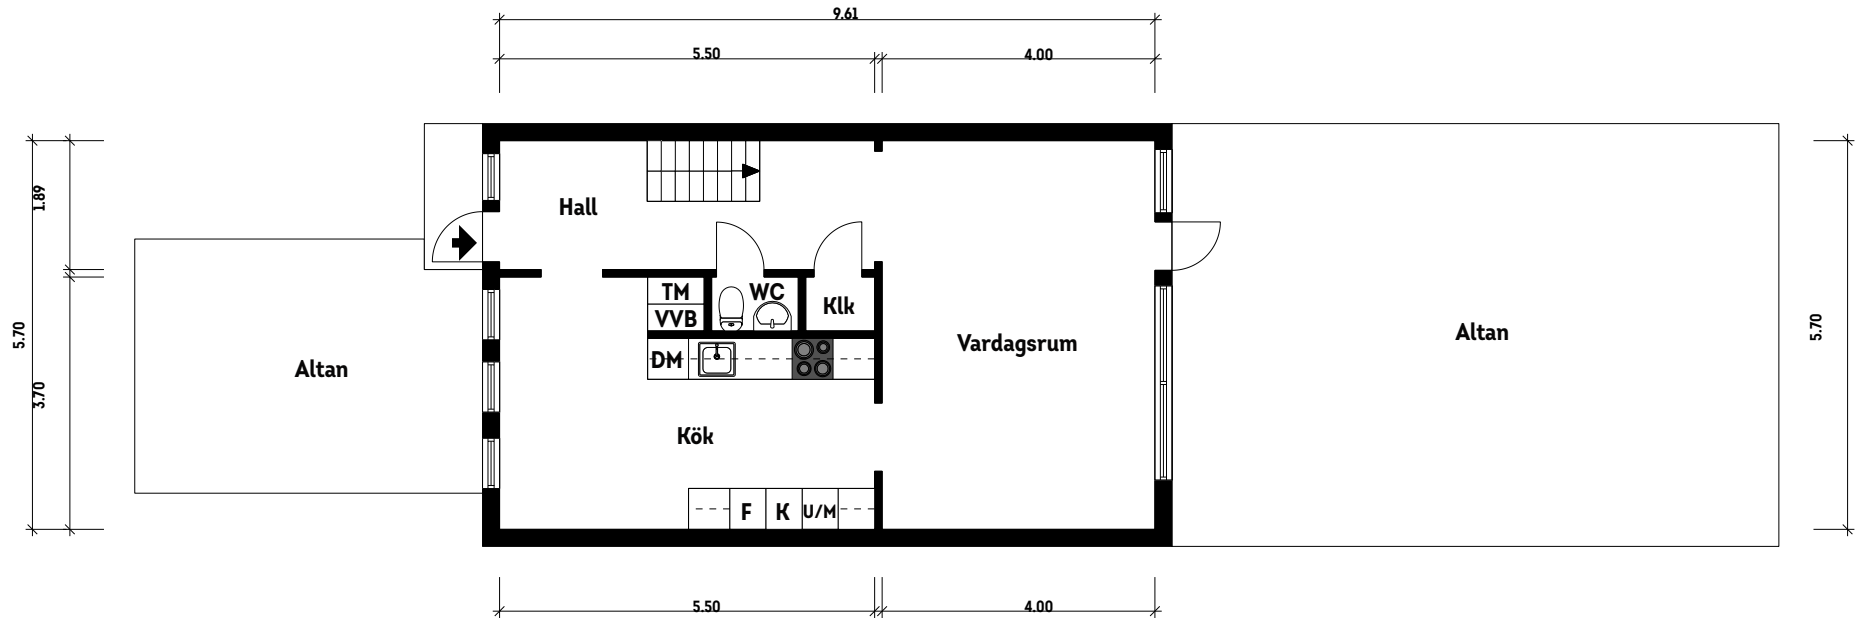 9.61
5.50
4.00
1.89
5.70
3.70
Hall
TM
WC
VVB
Klk
DM
Kök
F
K
U/M
Vardagsrum
Altan
Altan
5.70
5.50
4.00